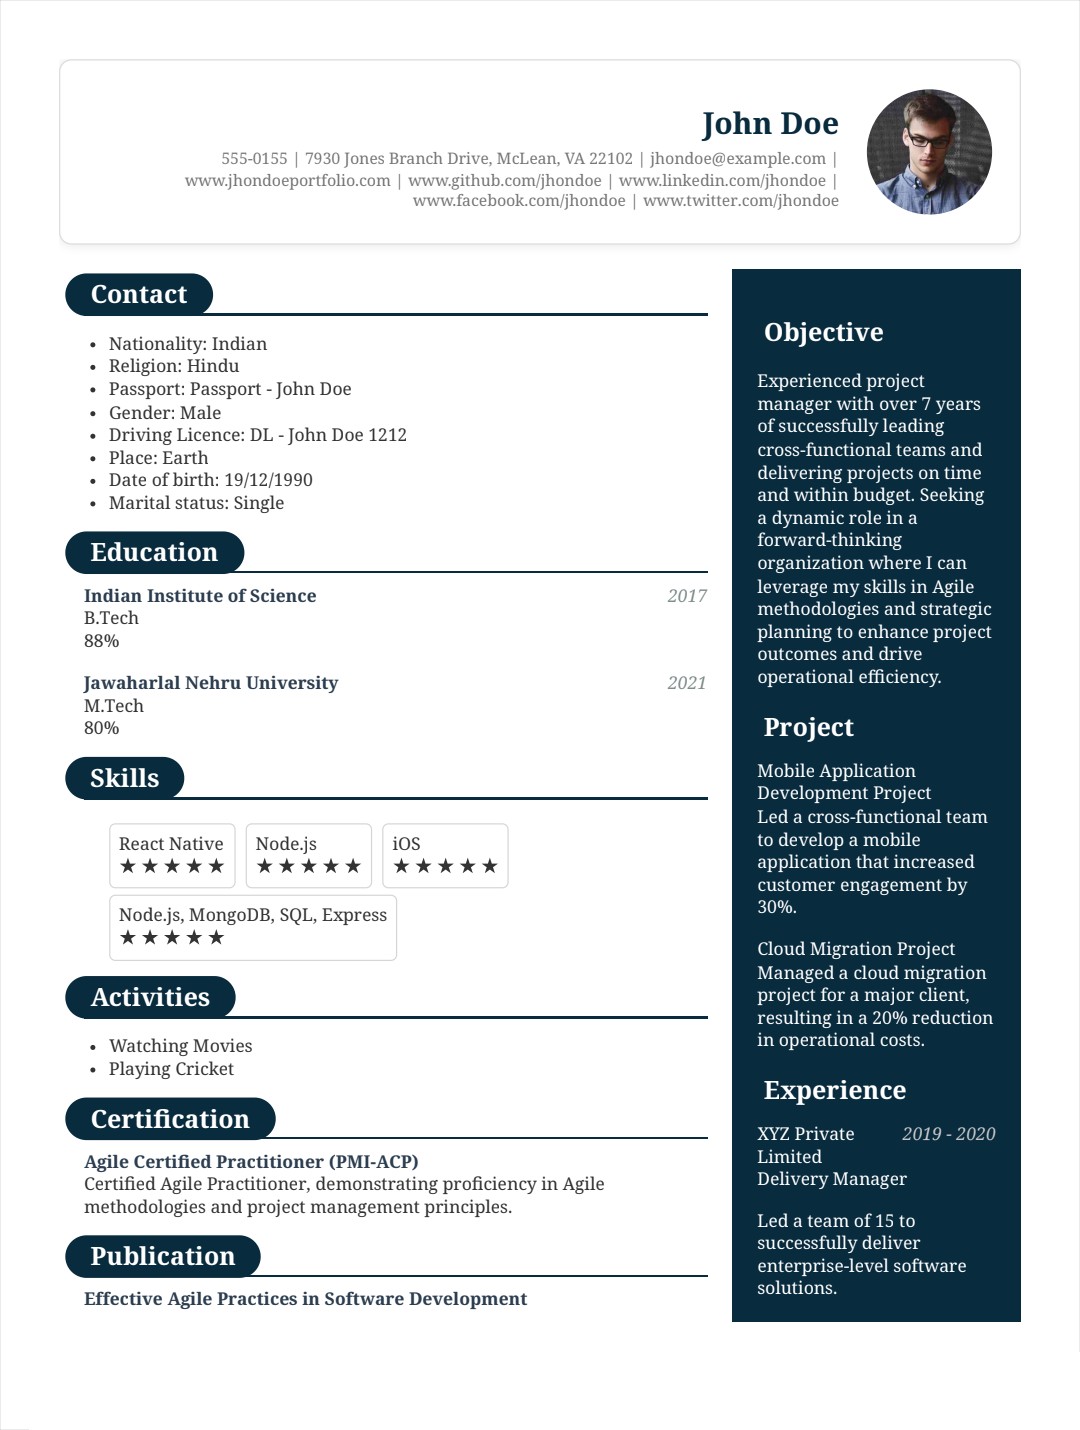 John Doe
555-0155 | 7930 Jones Branch Drive, McLean, VA 22102 | jhondoe@example.com |
www.jhondoeportfolio.com | www.github.com/jhondoe | www.linkedin.com/jhondoe |
www.facebook.com/jhondoe | www.twitter.com/jhondoe
Contact
• Nationality: Indian
• Religion: Hindu
• Passport: Passport - John Doe
• Gender: Male
• Driving Licence: DL - John Doe 1212
• Place: Earth
• Date of birth: 19/12/1990
• Marital status: Single
Education
Indian Institute of Science 2017
B.Tech
88%
Jawaharlal Nehru University 2021
M.Tech
80%
Skills
React Native
★★★★★
Node.js
★★★★★
iOS
★★★★★
Node.js, MongoDB, SQL, Express
★★★★★
Activities
• Watching Movies
• Playing Cricket
Certification
Agile Certified Practitioner (PMI-ACP)
Certified Agile Practitioner, demonstrating proficiency in Agile
methodologies and project management principles.
Publication
Effective Agile Practices in Software Development
Objective
Experienced project
manager with over 7 years
of successfully leading
cross-functional teams and
delivering projects on time
and within budget. Seeking
a dynamic role in a
forward-thinking
organization where I can
leverage my skills in Agile
methodologies and strategic
planning to enhance project
outcomes and drive
operational efficiency.
Project
Mobile Application
Development Project
Led a cross-functional team
to develop a mobile
application that increased
customer engagement by
30%.
Cloud Migration Project
Managed a cloud migration
project for a major client,
resulting in a 20% reduction
in operational costs.
Experience
XYZ Private 2019 - 2020
Limited
Delivery Manager
Led a team of 15 to
successfully deliver
enterprise-level software
solutions.